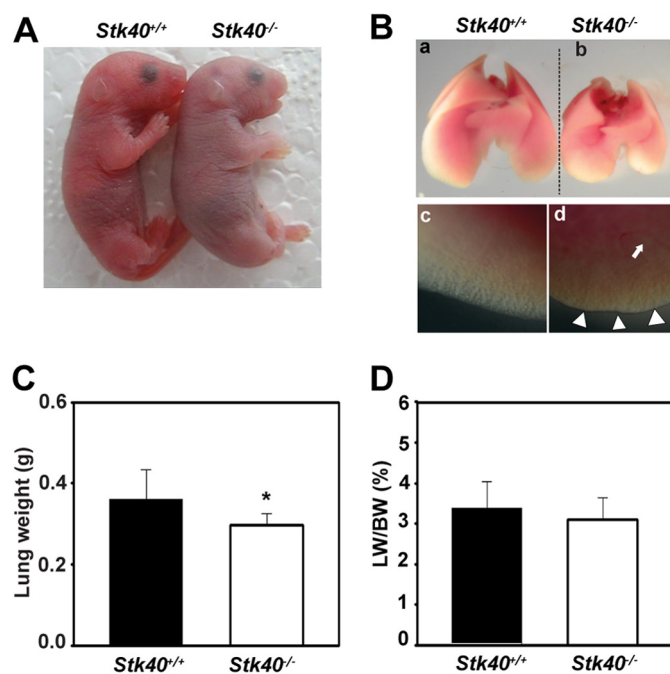 A
Stk40+/+ Stk40-/-
B
Stk40+/+ Stk40-/-
a
b
c
d
C
Lung weight (g)
0.6
0.4
0.2
0.0
*
Stk40+/+ Stk40-/-
D
LW/BW (%)
6
5
4
3
2
1
0
Stk40+/+ Stk40-/-